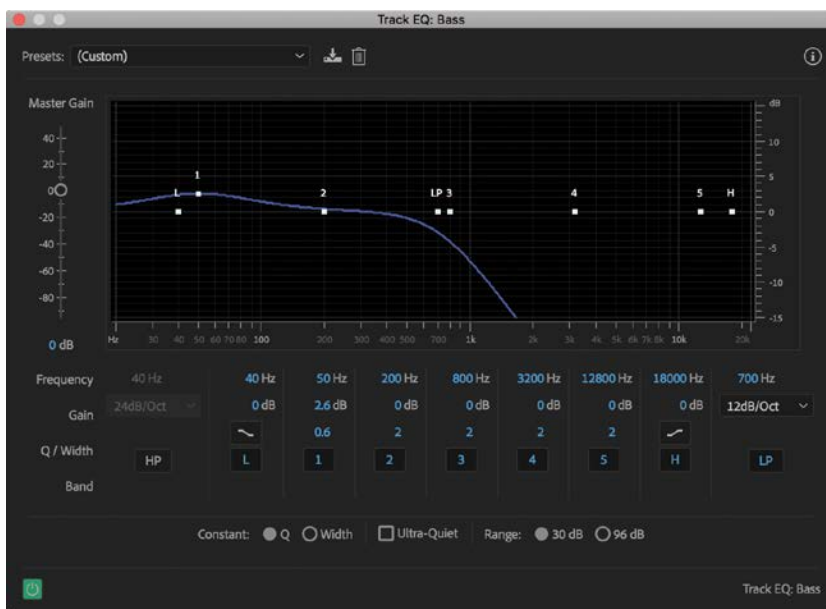 Track EQ: Bass
Presets: (Custom)
Master Gain
dB
40
20
0
-20
-40
-60
-80
0 dB
10
5
0
-5
-10
-15
L 1 2 LP 3 4 5 H
Hz 30 40 50 60 70 80 100 200 300 400 500 700 1k 2k 3k 4k 5k 6k 7k 8k 10k 20k
Frequency 40 Hz 40 Hz 50 Hz 200 Hz 800 Hz 3200 Hz 12800 Hz 18000 Hz 700 Hz
Gain 24dB/Oct 0 dB 2.6 dB 0 dB 0 dB 0 dB 0 dB 0 dB 12dB/Oct
Q / Width 0.6 2 2 2 2
Band HP L 1 2 3 4 5 H LP
Constant: Q Width Ultra-Quiet Range: 30 dB 96 dB
Track EQ: Bass